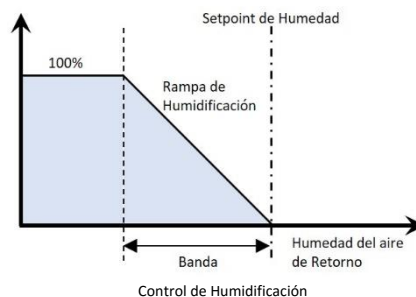 Setpoint de Humedad
100%
Rampa de
Humidificación
Banda
Humedad del aire
de Retorno
Control de Humidificación